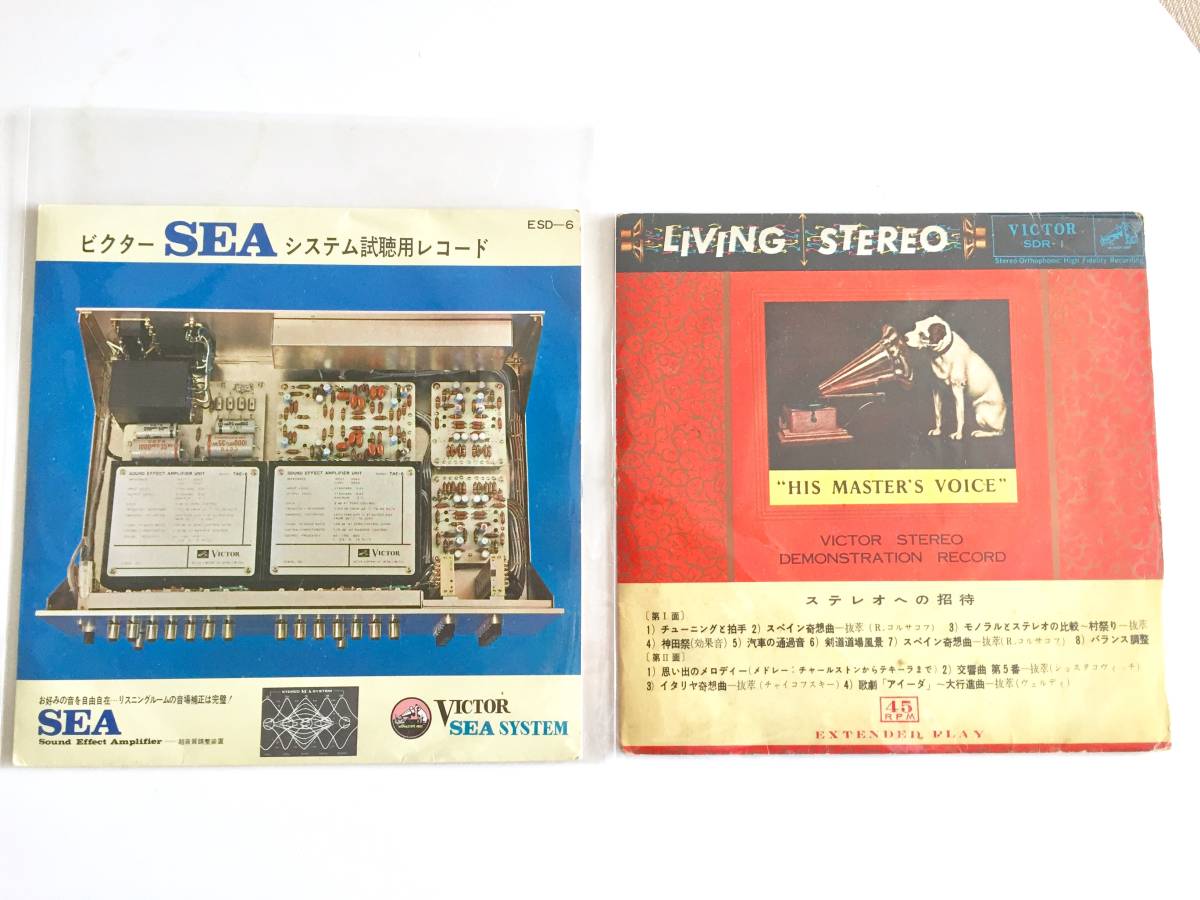 ESD-6
ビクター SEA システム試聴用レコード
SOUND EFFECT AMPLIFIER UNIT
TAE-6
VICTOR
SOUND EFFECT AMPLIFIER UNIT
TAE-6
VICTOR
お好みの音を自由自在—リスニングルームの音場補正は完璧!
SEA
Sound Effect Amplifier——超音質調整装置
STEREO SEA SYSTEM
VICTOR
SEA SYSTEM
LIVING STEREO
VICTOR
SDR-1
Stereo-Orthophonic High Fidelity Recording
"HIS MASTER'S VOICE"
VICTOR STEREO
DEMONSTRATION RECORD
ステレオへの招待
〔第Ⅰ面〕
1) チューニングと拍手 2) スペイン奇想曲—抜萃 (R.コルサコフ) 3) モノラルとステレオの比較〜村祭り—抜萃
4) 神田祭(効果音) 5) 汽車の通過音 6) 剣道道場風景 7) スペイン奇想曲—抜萃(R.コルサコフ) 8) バランス調整
〔第Ⅱ面〕
1) 思い出のメロディー(メドレー:チャールストンからテキーラまで) 2) 交響曲 第5番—抜萃(ショスタコヴィッチ)
3) イタリヤ奇想曲—抜萃(チャイコフスキー) 4) 歌劇「アイーダ」〜大行進曲—抜萃(ヴェルディ)
45
RPM
EXTENDED PLAY